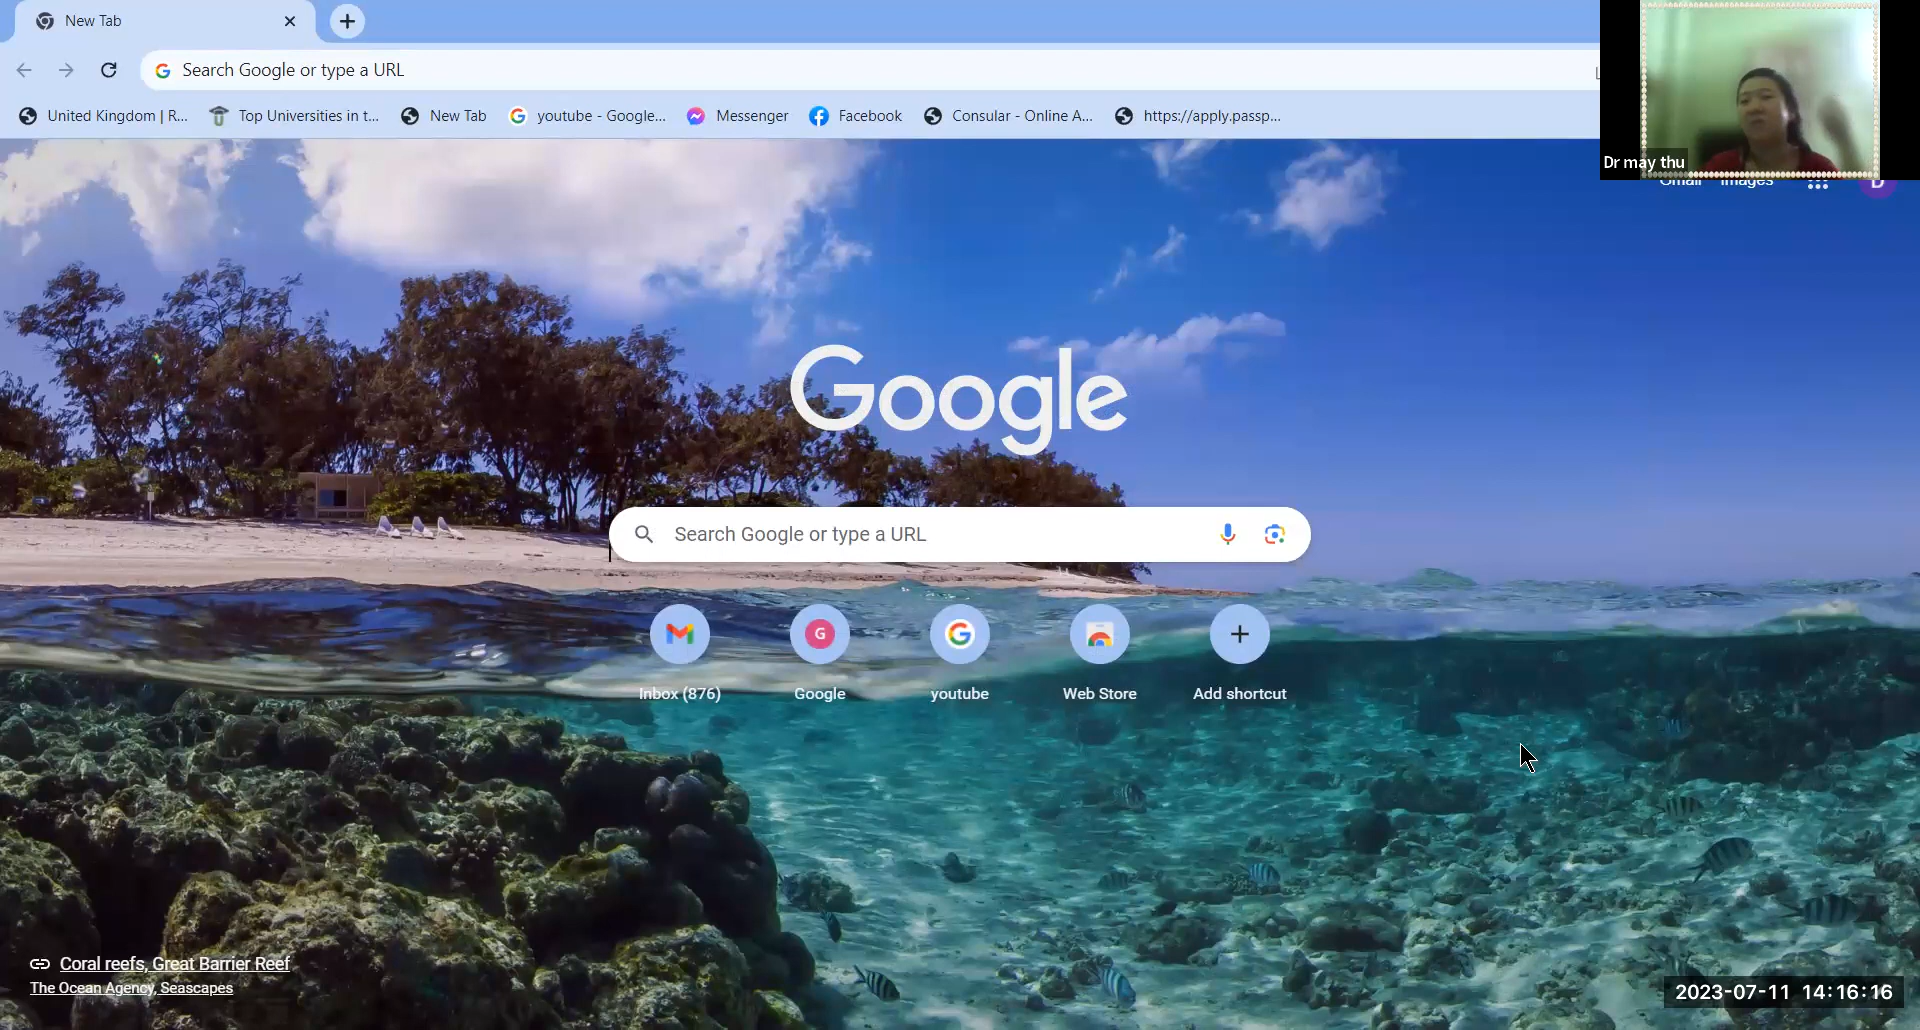 New Tab
Search Google or type a URL
United Kingdom | R... Top Universities in t... New Tab youtube - Google... Messenger Facebook Consular - Online A... https://apply.passp...
Dr may thu
Gmail Images D
Google
Search Google or type a URL
G
Inbox (876) Google youtube Web Store Add shortcut
Coral reefs, Great Barrier Reef
The Ocean Agency, Seascapes
2023-07-11 14:16:16